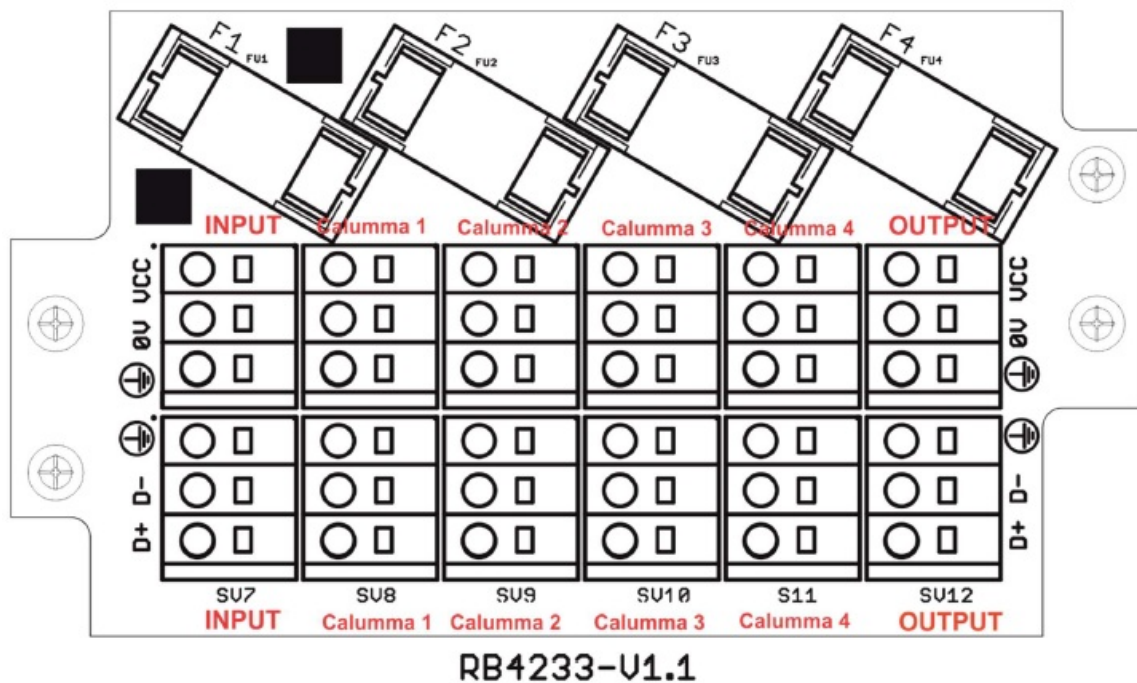 F1 FU1 F2 FU2 F3 FU3 F4 FU4
INPUT Calumma 1 Calumma 2 Calumma 3 Calumma 4 OUTPUT
VCC VCC
0V 0V
D- D-
D+ D+
SV7 SV8 SV9 SV10 S11 SV12
INPUT Calumma 1 Calumma 2 Calumma 3 Calumma 4 OUTPUT
RB4233-V1.1